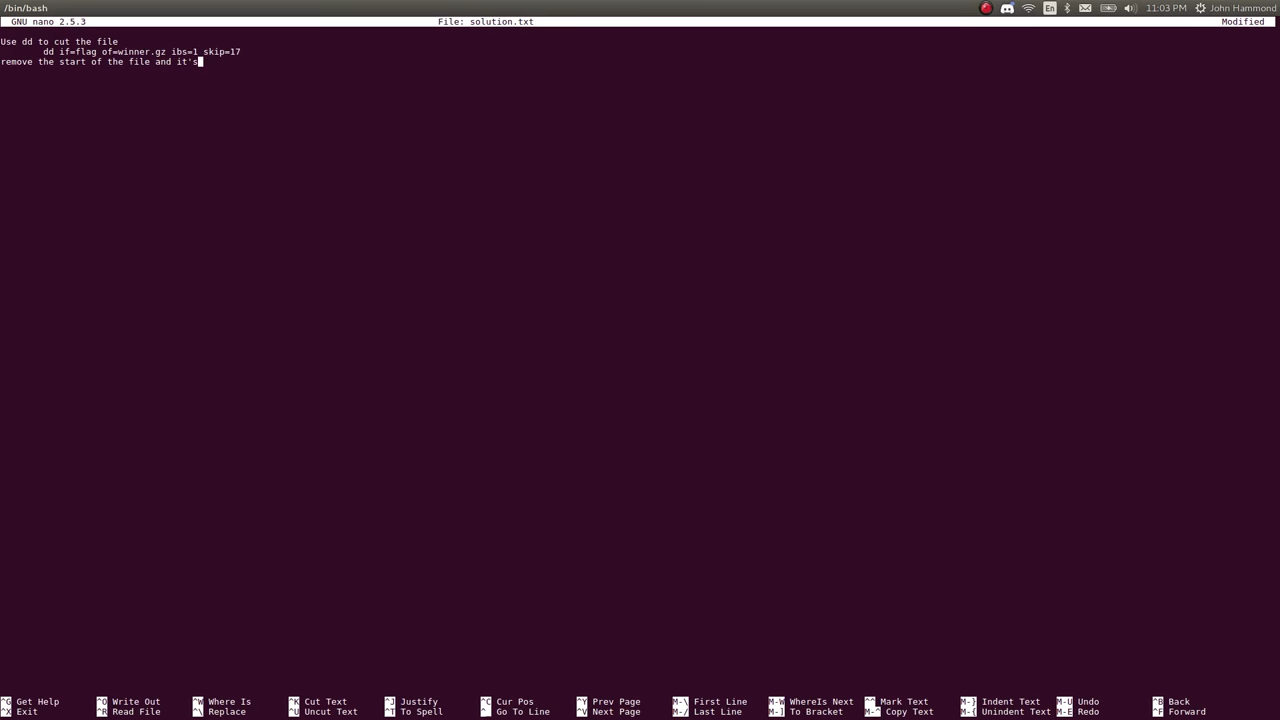 /bin/bash
En 11:03 PM John Hammond
GNU nano 2.5.3 File: solution.txt Modified
Use dd to cut the file
dd if=flag of=winner.gz ibs=1 skip=17
remove the start of the file and it's
^G Get Help ^O Write Out ^W Where Is ^K Cut Text ^J Justify ^C Cur Pos ^Y Prev Page M-\ First Line M-W WhereIs Next ^^ Mark Text M-} Indent Text M-U Undo ^B Back
^X Exit ^R Read File ^\ Replace ^U Uncut Text ^T To Spell ^_ Go To Line ^V Next Page M-/ Last Line M-] To Bracket M-^ Copy Text M-{ Unindent Text M-E Redo ^F Forward